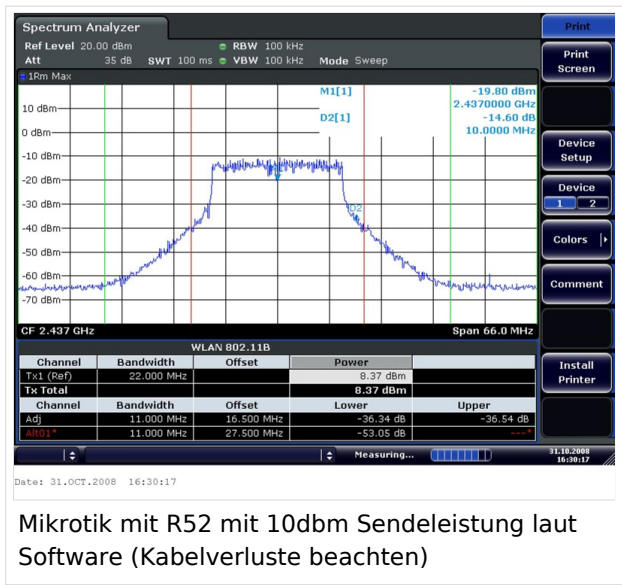 Spectrum Analyzer
Ref Level 20.00 dBm RBW 100 kHz
Att 35 dB SWT 100 ms VBW 100 kHz Mode Sweep
1Rm Max
M1[1] -19.80 dBm
2.4370000 GHz
D2[1] -14.60 dB
10.0000 MHz
10 dBm
0 dBm
-10 dBm
-20 dBm
-30 dBm
D2
-40 dBm
-50 dBm
-60 dBm
-70 dBm
CF 2.437 GHz Span 66.0 MHz
WLAN 802.11B
Channel Bandwidth Offset Power
Tx1 (Ref) 22.000 MHz 8.37 dBm
Tx Total 8.37 dBm
Channel Bandwidth Offset Lower Upper
Adj 11.000 MHz 16.500 MHz -36.34 dB -36.54 dB
Alt01* 11.000 MHz 27.500 MHz -53.05 dB ---*
Measuring... 31.10.2008
16:30:17
Print
Print
Screen
Device
Setup
Device
1 2
Colors
Comment
Install
Printer
Date: 31.OCT.2008 16:30:17
Mikrotik mit R52 mit 10dbm Sendeleistung laut
Software (Kabelverluste beachten)